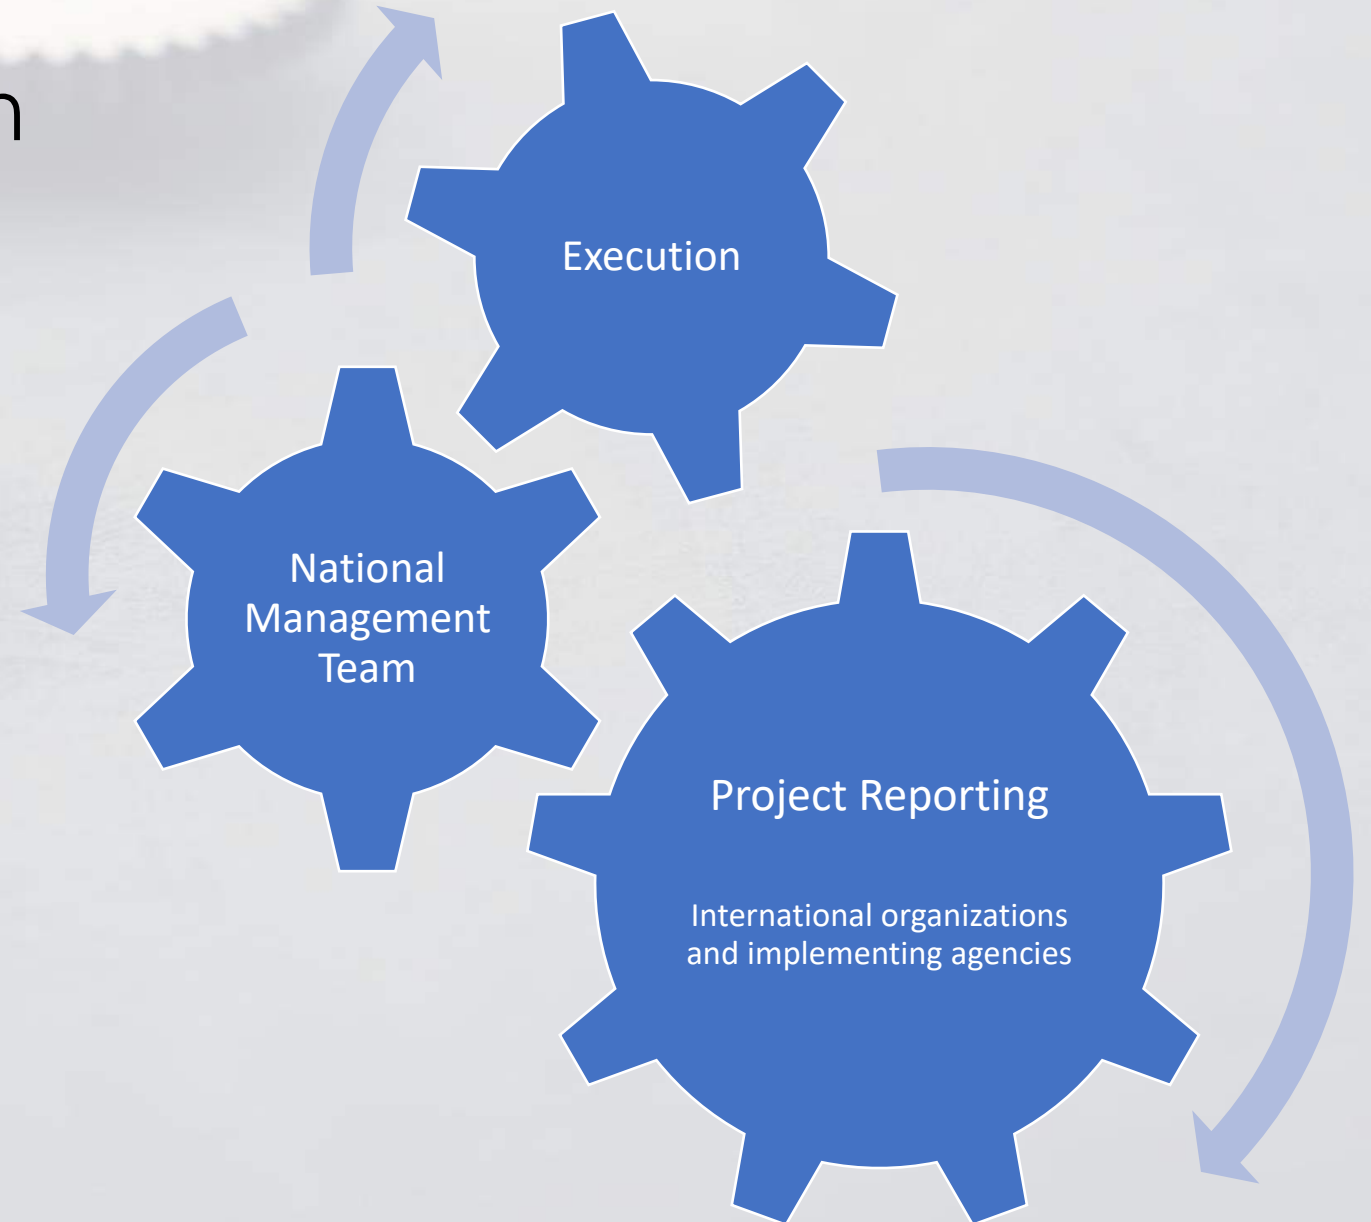 Execution
National
Management
Team
Project Reporting
International organizations
and implementing agencies